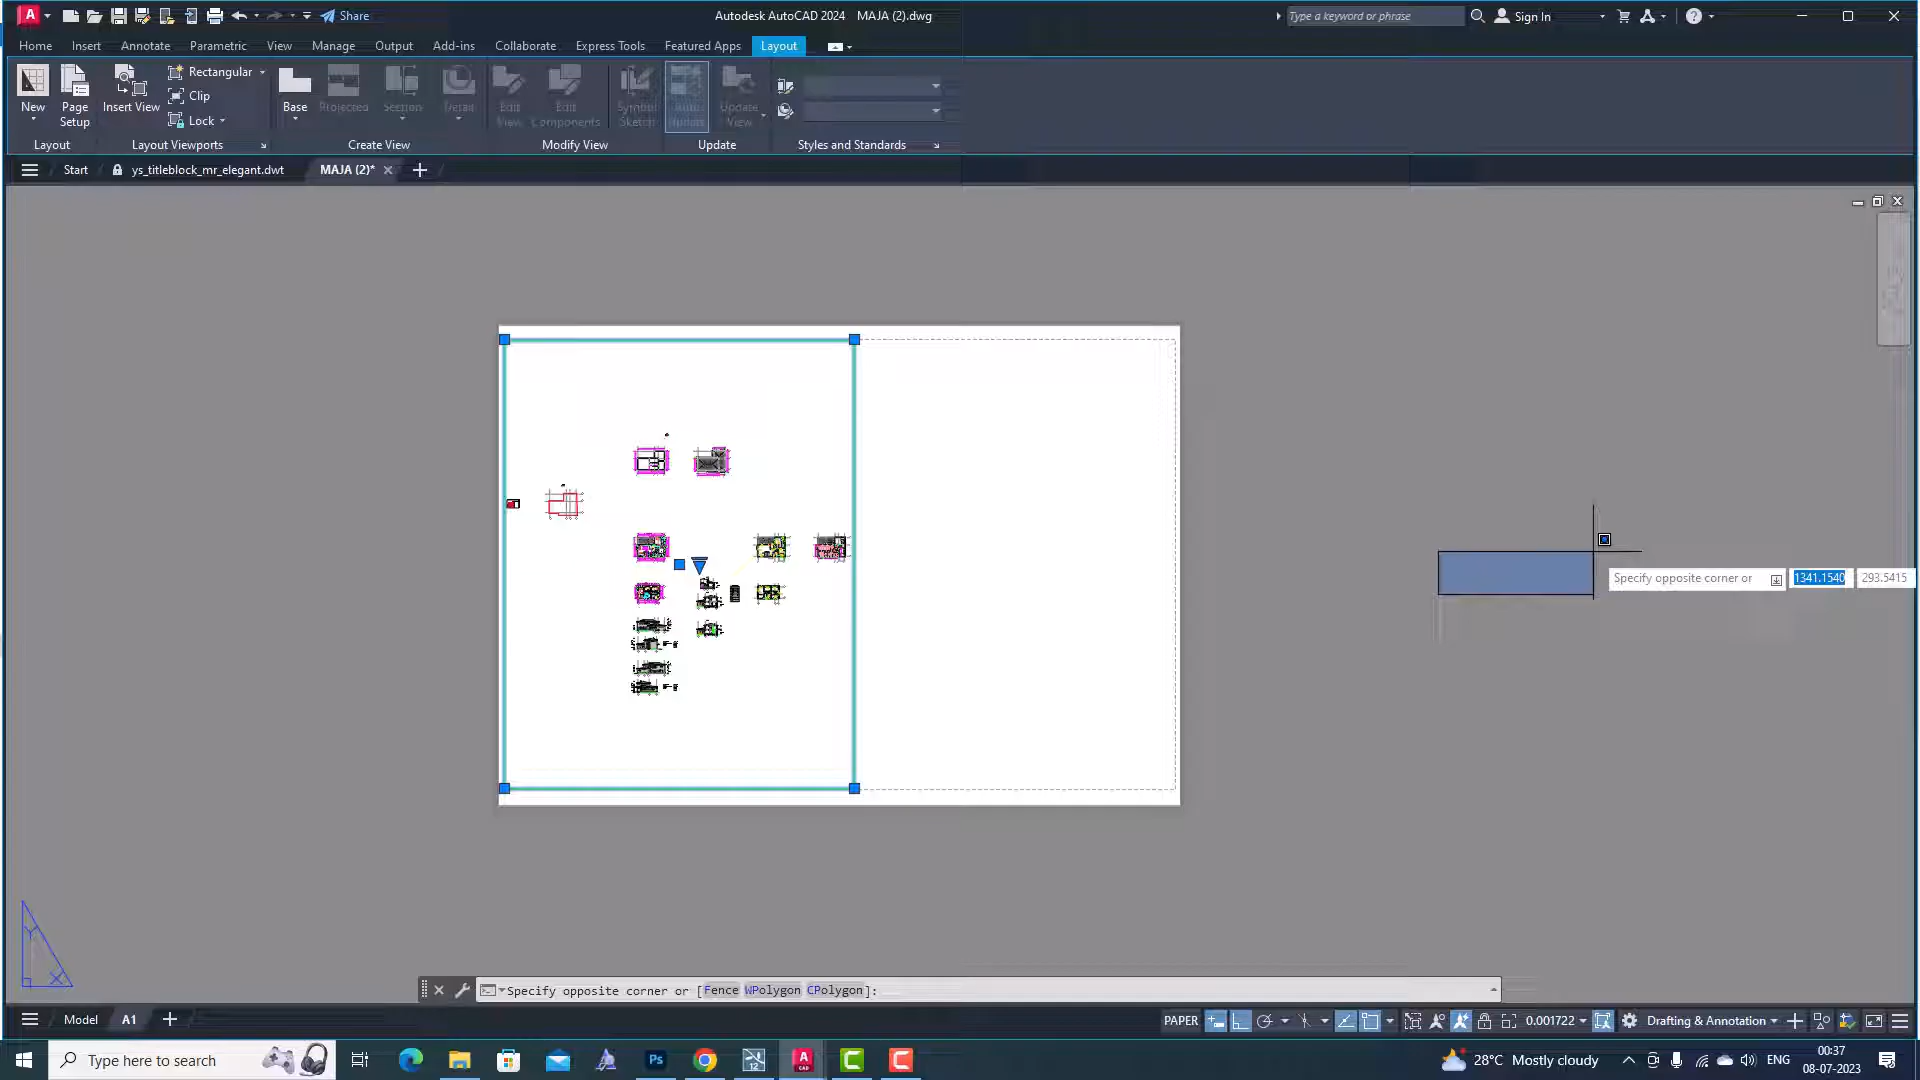 Share
Autodesk AutoCAD 2024 MAJA (2).dwg
Type a keyword or phrase
Sign In
Home Insert Annotate Parametric View Manage Output Add-ins Collaborate Express Tools Featured Apps Layout
New
Page Setup
Insert View
Rectangular
Clip
Lock
Base
Projected
Section
Detail
Edit View
Edit Components
Symbol Sketch
Auto Update
Update View
Layout
Layout Viewports
Create View
Modify View
Update
Styles and Standards
Start
ys_titleblock_mr_elegant.dwt
MAJA (2)*
Specify opposite corner or
1341.1540
293.5415
Y
X
Specify opposite corner or [Fence WPolygon CPolygon]:
Model
A1
PAPER
0.001722
Drafting & Annotation
Type here to search
Ps
12
A
CAD
28°C Mostly cloudy
ENG
00:37
08-07-2023